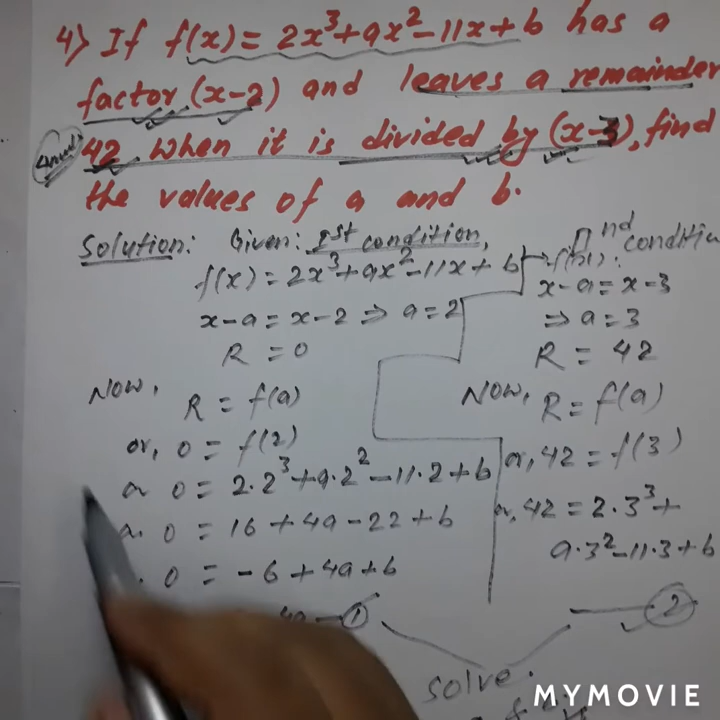 4) If f(x) = 2x³+ax²-11x+b has a
factor (x-2) and leaves a remainder
42 when it is divided by (x-3), find
the values of a and b.
Solution: Given: 1st condition,
f(x) = 2x³+ax²-11x+b
x-a = x-2 ⇒ a = 2
R = 0
Now,
R = f(a)
or, 0 = f(2)
or 0 = 2·2³+a·2²-11·2+b
or 0 = 16+4a-22+b
0 = -6+4a+b
4a — 1
IInd conditio
x-a = x-3
⇒ a = 3
R = 42
Now, R = f(a)
or, 42 = f(3)
or, 42 = 2·3³+
a·3²-11·3+b
2
solve.
MYMOVIE